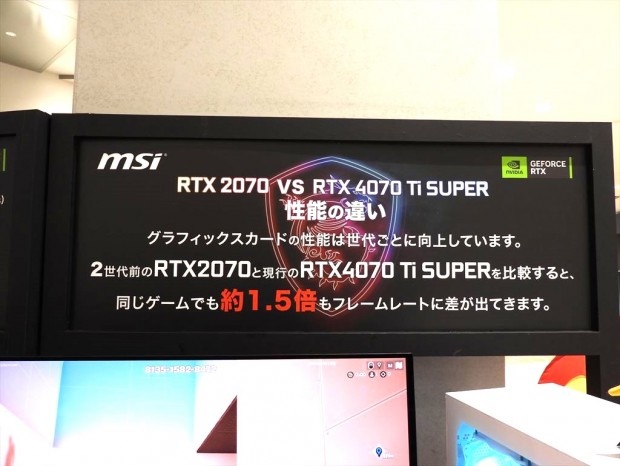 msi
NVIDIA
GEFORCE
RTX
RTX 2070 VS RTX 4070 Ti SUPER
性能の違い
グラフィックスカードの性能は世代ごとに向上しています。
2世代前のRTX2070と現行のRTX4070 Ti SUPERを比較すると、
同じゲームでも約1.5倍もフレームレートに差が出てきます。